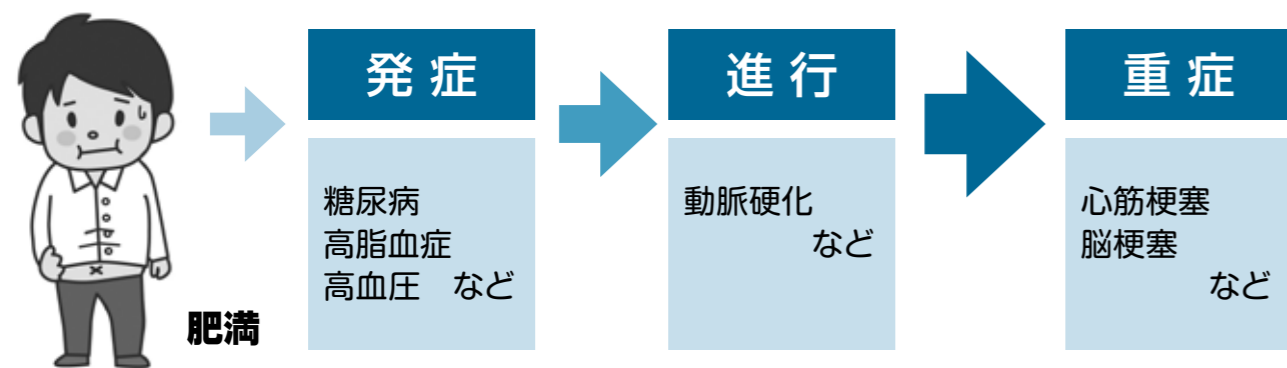 肥満
発症
糖尿病
高脂血症
高血圧 など
進行
動脈硬化
など
重症
心筋梗塞
脳梗塞
など